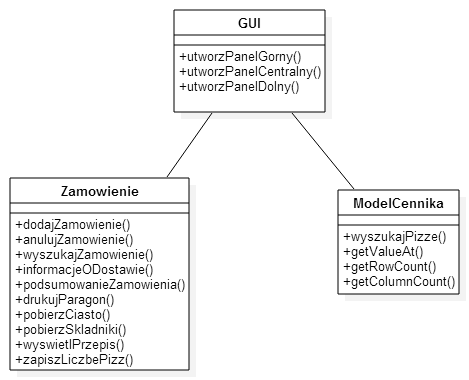 GUI
+utworzPanelGorny()
+utworzPanelCentralny()
+utworzPanelDolny()
Zamowienie
+dodajZamowienie()
+anulujZamowienie()
+wyszukajZamowienie()
+informacjeODostawie()
+podsumowanieZamowienia()
+drukujParagon()
+pobierzCiasto()
+pobierzSkladniki()
+wyswietlPrzepis()
+zapiszLiczbePizz()
ModelCennika
+wyszukajPizze()
+getValueAt()
+getRowCount()
+getColumnCount()